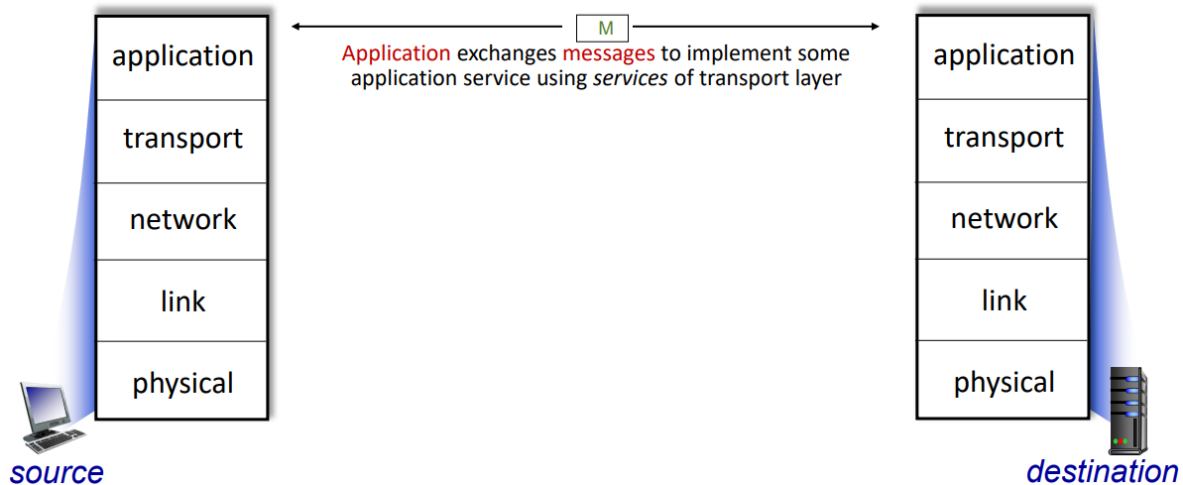 M
Application exchanges messages to implement some
application service using services of transport layer
application
transport
network
link
physical
source
application
transport
network
link
physical
destination